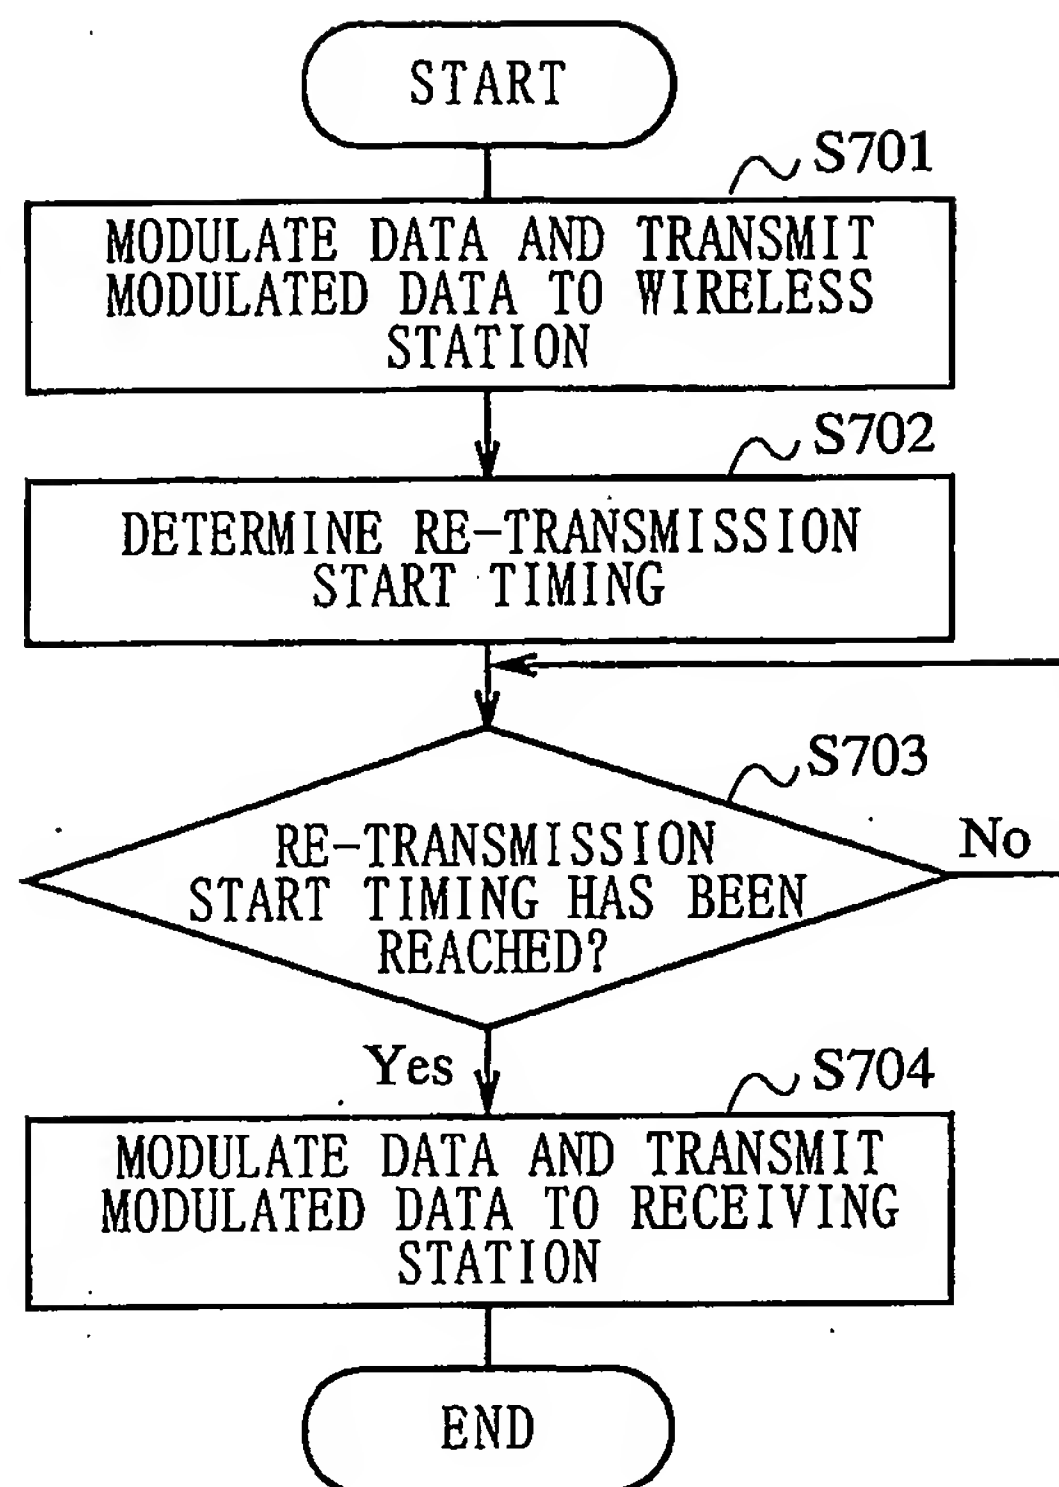 START
S701
MODULATE DATA AND TRANSMIT
MODULATED DATA TO WIRELESS
STATION
S702
DETERMINE RE-TRANSMISSION
START TIMING
S703
RE-TRANSMISSION
START TIMING HAS BEEN
REACHED?
No
Yes
S704
MODULATE DATA AND TRANSMIT
MODULATED DATA TO RECEIVING
STATION
END